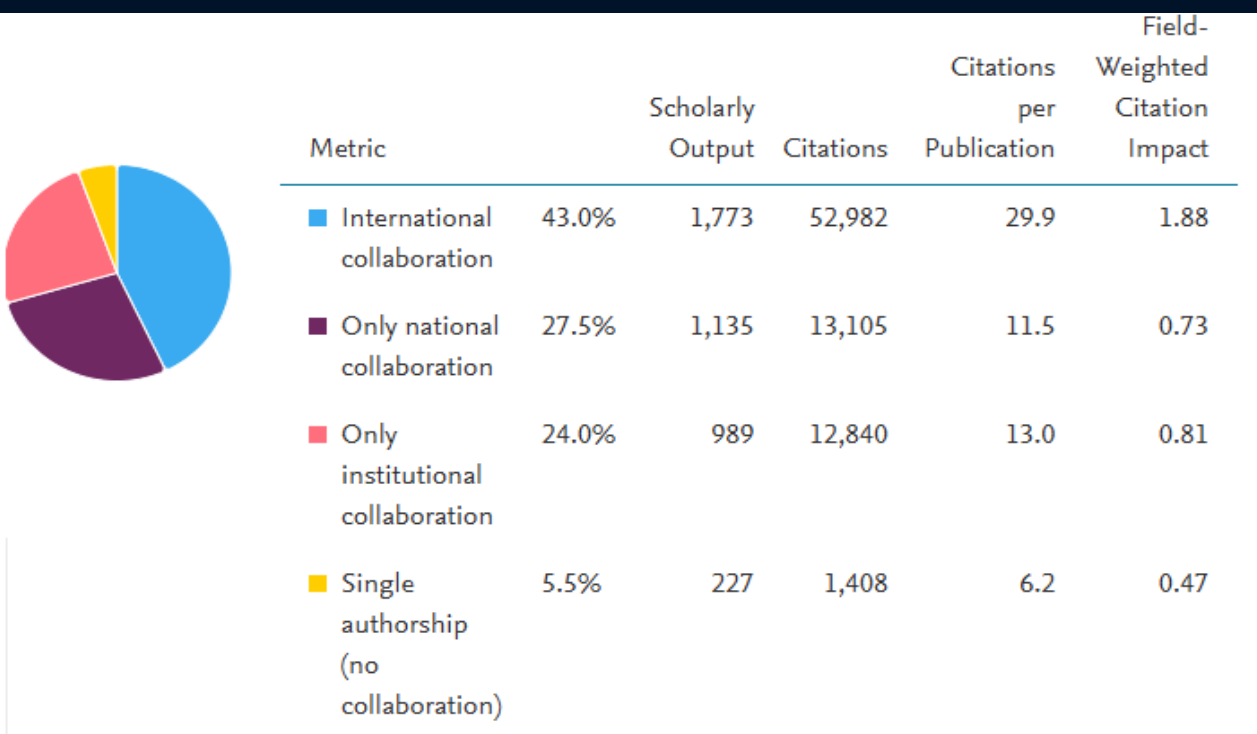 Field-
Citations Weighted
Scholarly per Citation
Metric Output Citations Publication Impact
International 43.0% 1,773 52,982 29.9 1.88
collaboration
Only national 27.5% 1,135 13,105 11.5 0.73
collaboration
Only 24.0% 989 12,840 13.0 0.81
institutional
collaboration
Single 5.5% 227 1,408 6.2 0.47
authorship
(no
collaboration)